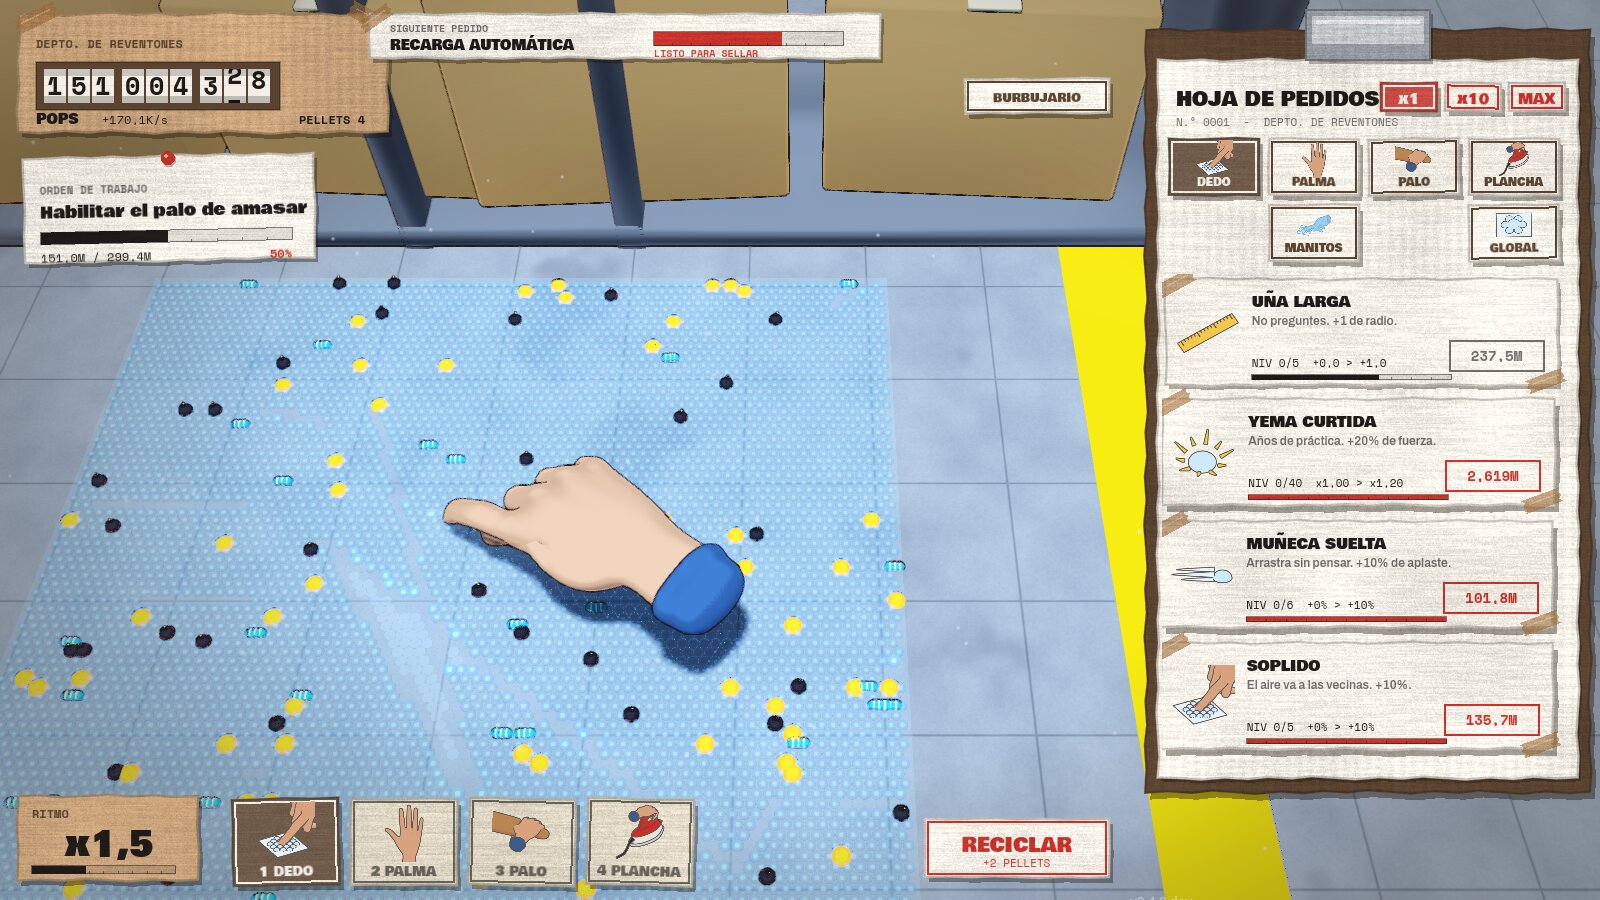 DEPTO. DE REVENTONES
151 004 328
POPS +170,1K/s PELLETS 4
SIGUIENTE PEDIDO
RECARGA AUTOMÁTICA
LISTO PARA SELLAR
BURBUJARIO
ORDEN DE TRABAJO
Habilitar el palo de amasar
151,0M / 299,4M 50%
HOJA DE PEDIDOS x1 x10 MAX
N.° 0001 - DEPTO. DE REVENTONES
DEDO PALMA PALO PLANCHA
MANITOS GLOBAL
UÑA LARGA
No preguntes. +1 de radio.
NIV 0/5 +0,0 > +1,0 237,5M
YEMA CURTIDA
Años de práctica. +20% de fuerza.
NIV 0/40 x1,00 > x1,20 2,619M
MUÑECA SUELTA
Arrastra sin pensar. +10% de aplaste.
NIV 0/6 +0% > +10% 101,8M
SOPLIDO
El aire va a las vecinas. +10%.
NIV 0/5 +0% > +10% 135,7M
RITMO
x1,5
1 DEDO 2 PALMA 3 PALO 4 PLANCHA
RECICLAR
+2 PELLETS